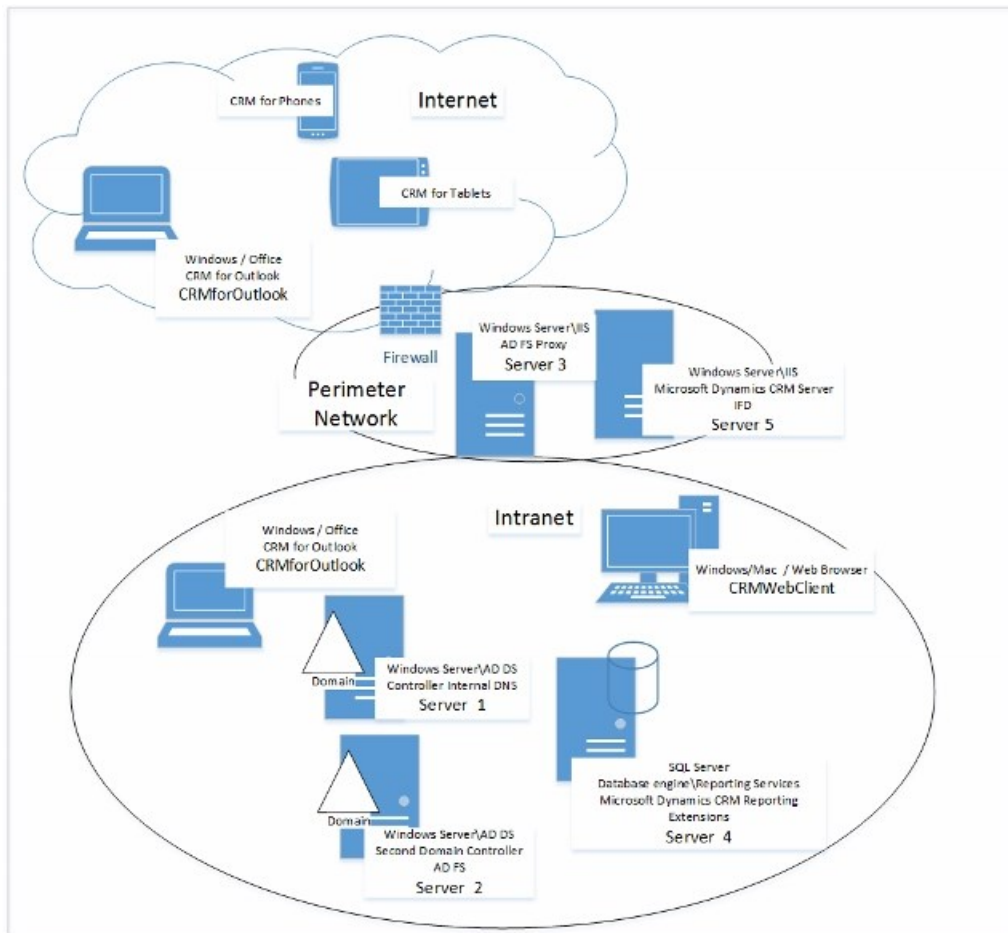 CRM for Phones
Internet
CRM for Tablets
Windows / Office
CRM for Outlook
CRMforOutlook
Firewall
Windows Server\IIS
AD FS Proxy
Server 3
Windows Server\IIS
Microsoft Dynamics CRM Server
IFD
Server 5
Perimeter
Network
Intranet
Windows / Office
CRM for Outlook
CRMforOutlook
Windows/Mac / Web Browser
CRMWebClient
Domain
Windows Server\AD DS
Controller Internal DNS
Server 1
SQL Server
Database engine\Reporting Services
Microsoft Dynamics CRM Reporting
Extensions
Server 4
Domain
Windows Server\AD DS
Second Domain Controller
AD FS
Server 2